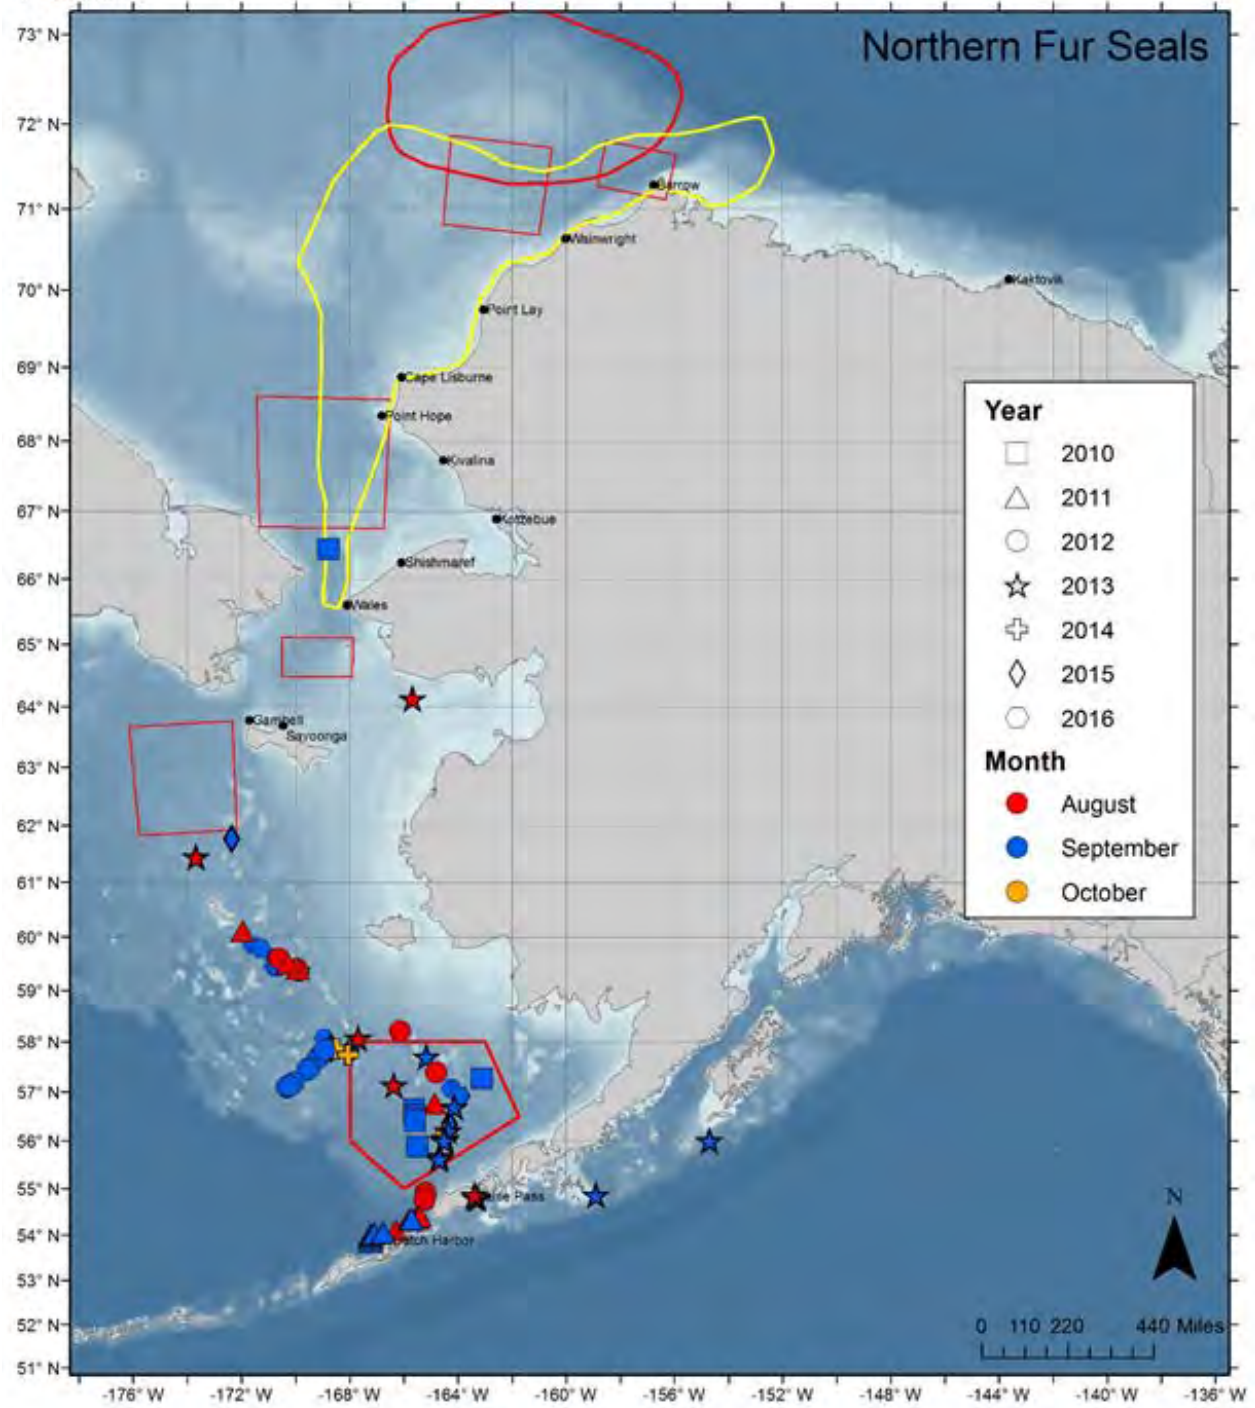 Northern Fur Seals
73° N
72° N
71° N
70° N
69° N
68° N
67° N
66° N
65° N
64° N
63° N
62° N
61° N
60° N
59° N
58° N
57° N
56° N
55° N
54° N
53° N
52° N
51° N
Barrow
Wainwright
Kaktovik
Point Lay
Cape Lisburne
Point Hope
Kivalina
Kotzebue
Shishmaref
Wales
Gambell
Savoonga
Pass
Dutch Harbor
Year
2010
2011
2012
2013
2014
2015
2016
Month
August
September
October
N
0 110 220 440 Miles
-176° W -172° W -168° W -164° W -160° W -156° W -152° W -148° W -144° W -140° W -136° W